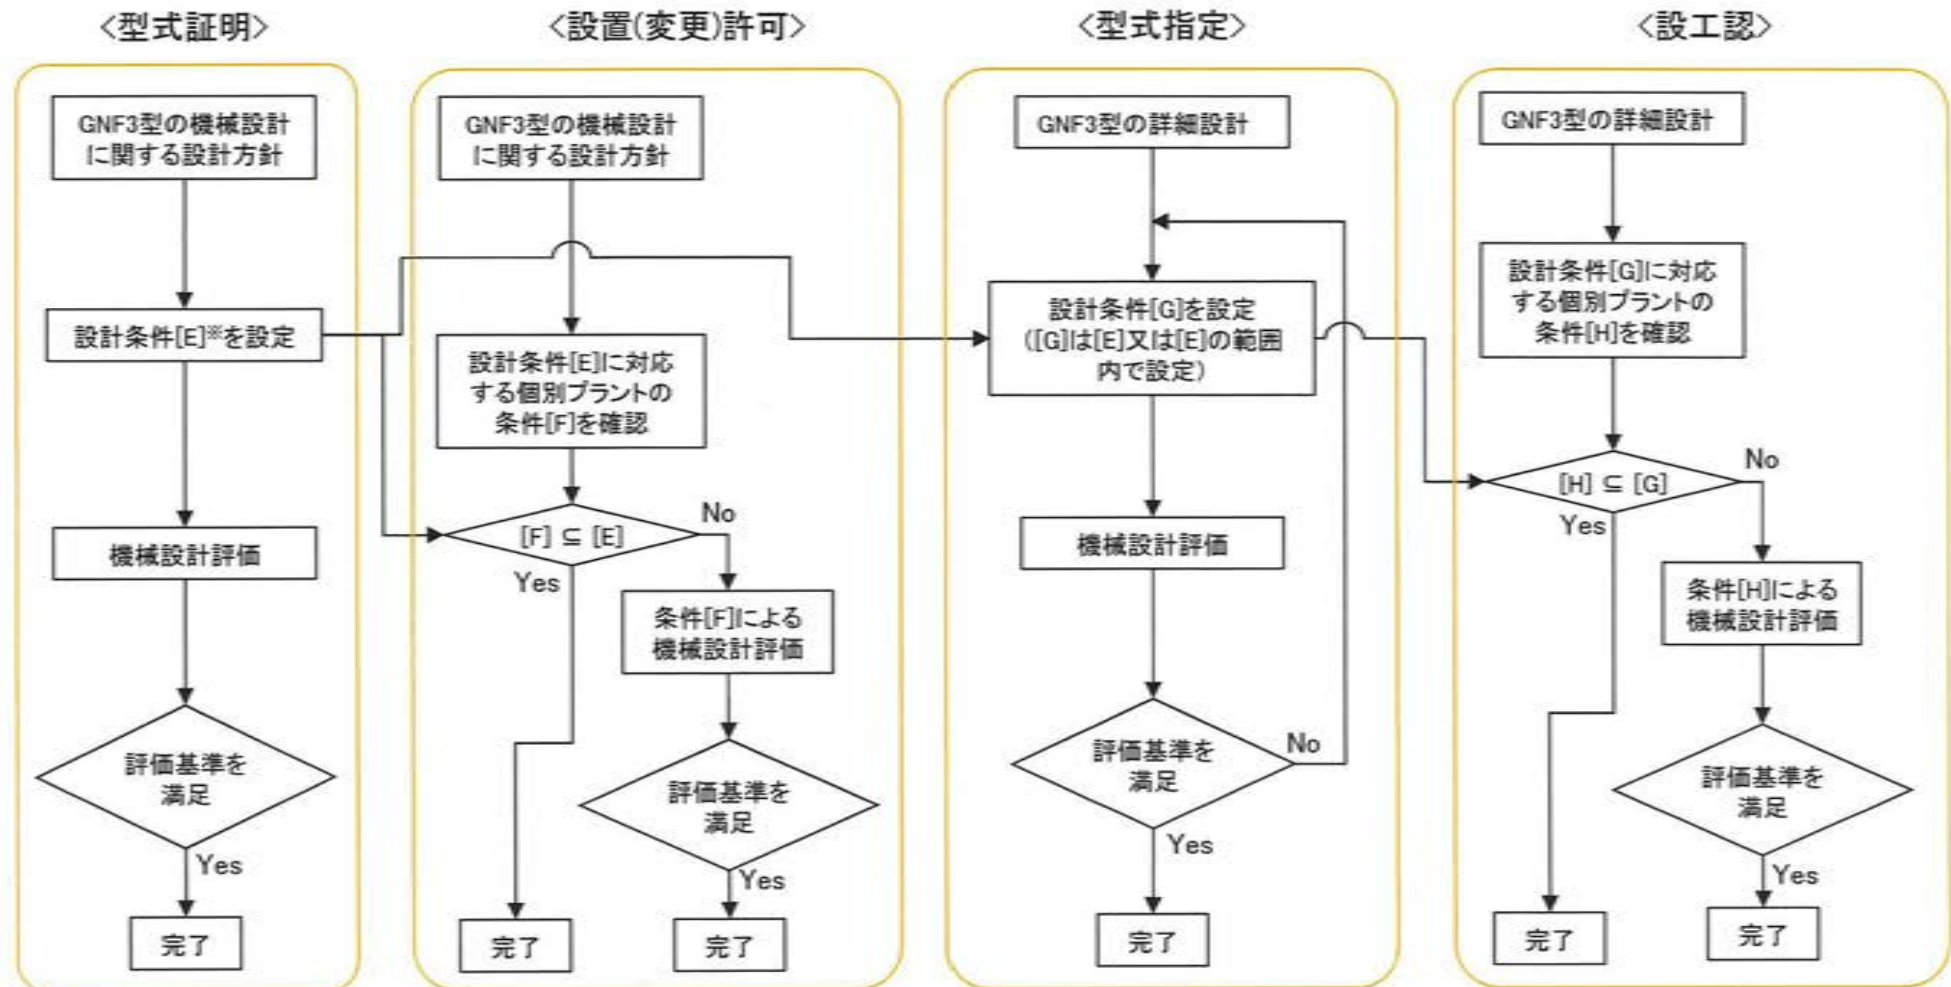 <型式証明>
GNF3型の機械設計
に関する設計方針
設計条件[E]※を設定
機械設計評価
評価基準を
満足
Yes
完了
<設置(変更)許可>
GNF3型の機械設計
に関する設計方針
設計条件[E]に対応
する個別プラントの
条件[F]を確認
[F] ⊆ [E]
No
Yes
条件[F]による
機械設計評価
評価基準を
満足
Yes
完了
完了
<型式指定>
GNF3型の詳細設計
設計条件[G]を設定
([G]は[E]又は[E]の範囲
内で設定)
機械設計評価
評価基準を
満足
No
Yes
完了
<設工認>
GNF3型の詳細設計
設計条件[G]に対応
する個別プラントの
条件[H]を確認
[H] ⊆ [G]
No
Yes
条件[H]による
機械設計評価
評価基準を
満足
Yes
完了
完了